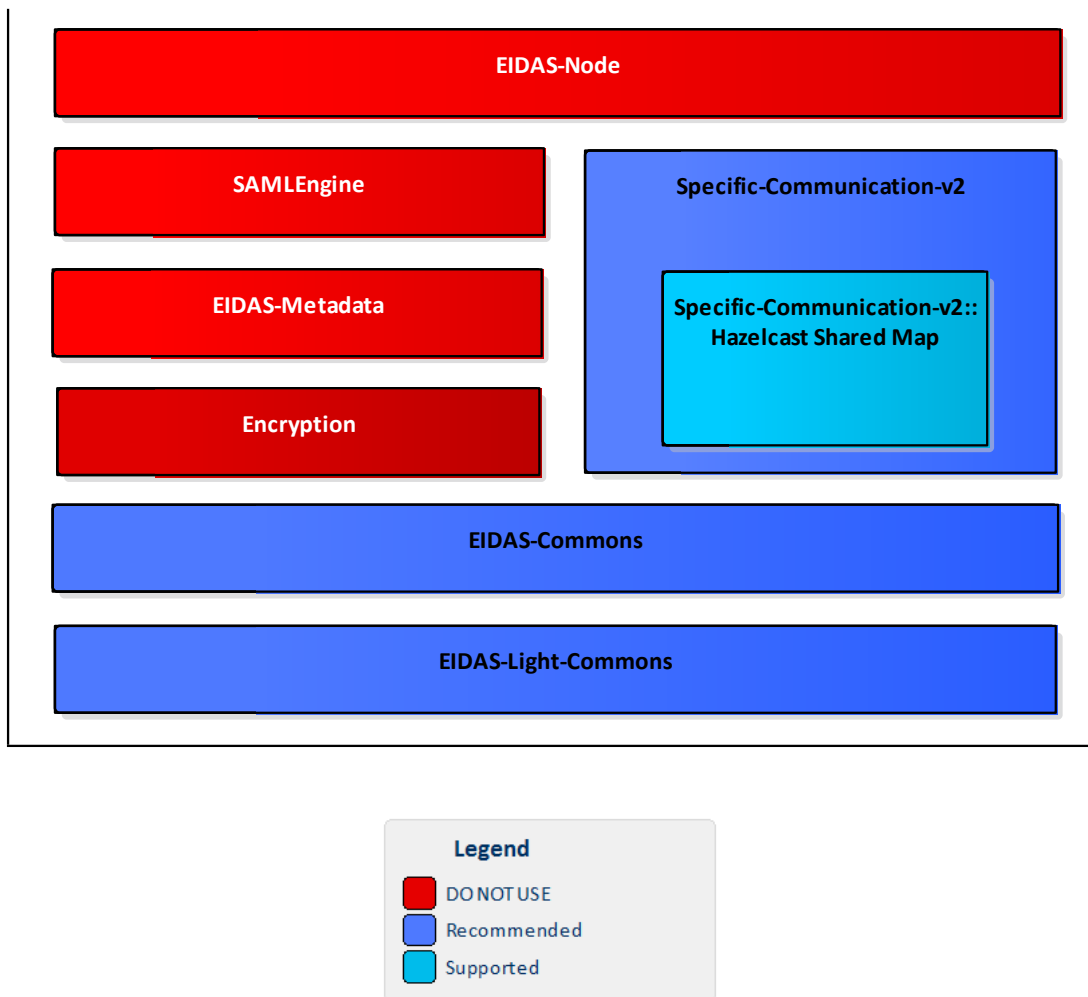 EIDAS-Node
SAMLEngine
Specific-Communication-v2
EIDAS-Metadata
Specific-Communication-v2::
Hazelcast Shared Map
Encryption
EIDAS-Commons
EIDAS-Light-Commons
Legend
DO NOT USE
Recommended
Supported